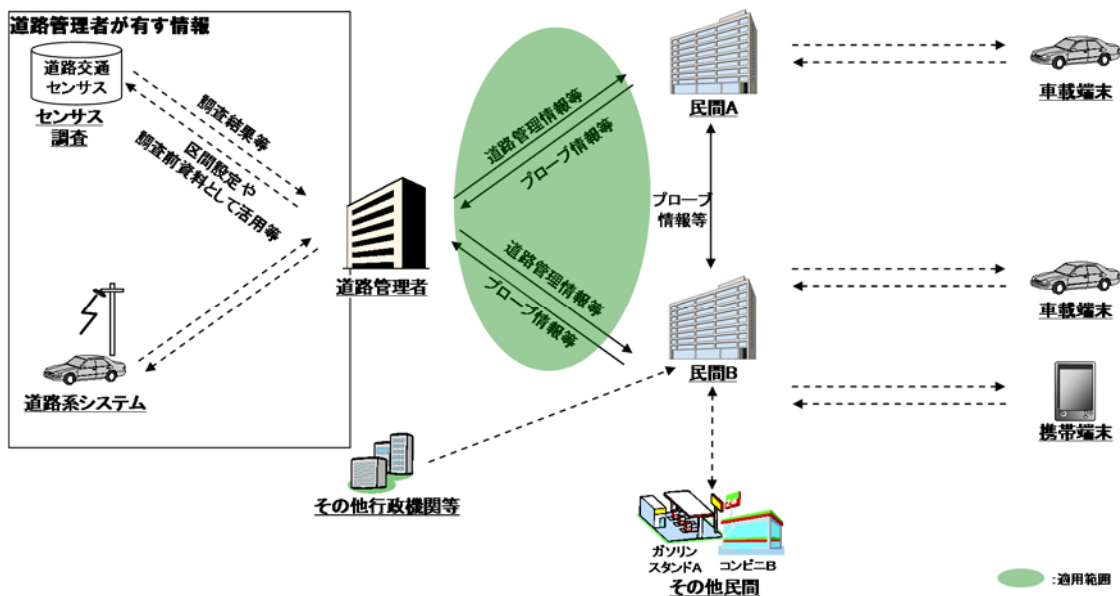 道路管理者が有す情報
道路交通
センサス
センサス
調査
調査結果等
区間設定や
調査前資料として活用等
道路系システム
道路管理者
道路管理情報等
プローブ情報等
道路管理情報等
プローブ情報等
民間A
プローブ
情報等
民間B
車載端末
車載端末
携帯端末
その他行政機関等
ガソリン
スタンドA
コンビニB
その他民間
:適用範囲